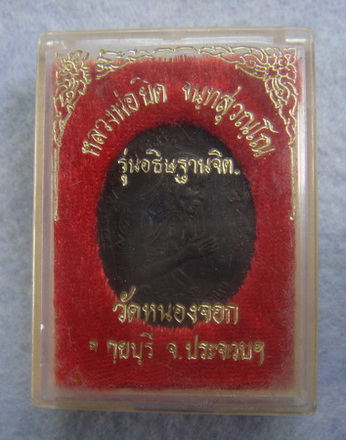 หลวงพ่อยิด จนฺทสุวณฺโณ
รุ่นอธิษฐานจิต
วัดหนองจอก
ายบุรี จ.ประจวบฯ